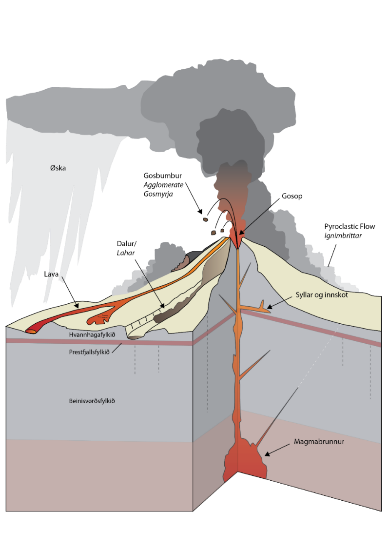 Øska
Gosbumbur
Agglomerate
Gosmyrja
Gosop
Pyroclastic Flow
Ignimbrittar
Dalur/
Lahar
Lava
Syllar og innskot
Hvannhagafylkið
Prestfjallsfylkið
Beinisvørðsfylkið
Magmabrunnur